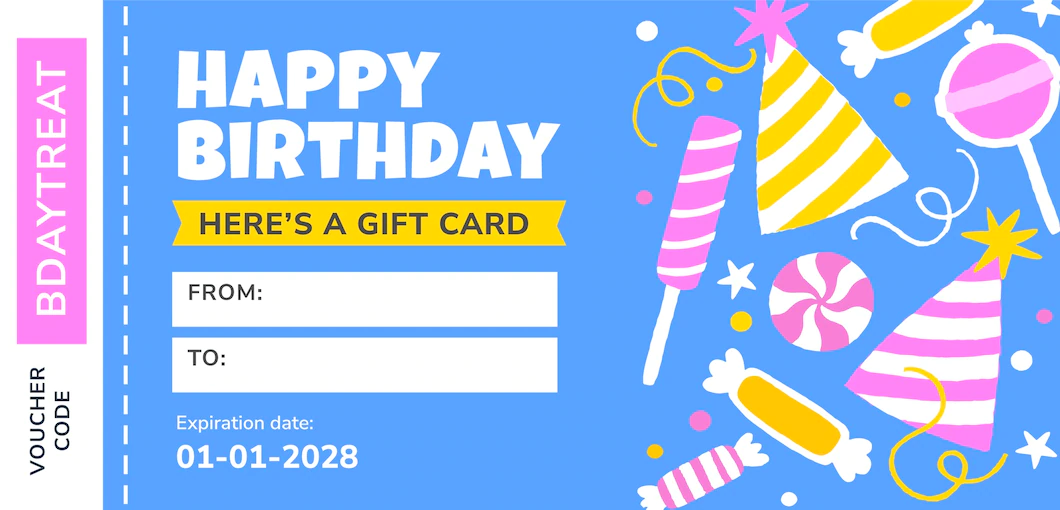 BDAYTREAT
VOUCHER
CODE
HAPPY
BIRTHDAY
HERE’S A GIFT CARD
FROM:
TO:
Expiration date:
01-01-2028